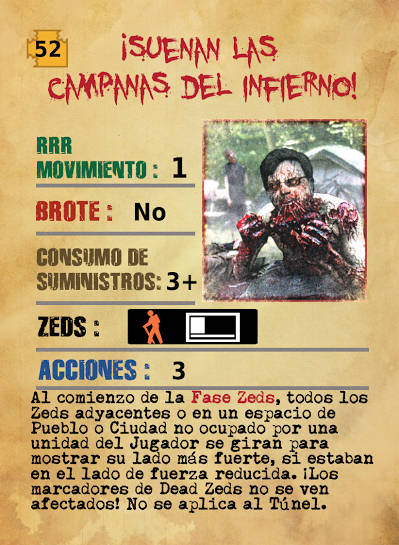 52
¡SUENAN LAS
CAMPANAS DEL INFIERNO!
RRR
MOVIMIENTO : 1
BROTE : No
CONSUMO DE
SUMINISTROS: 3+
ZEDS :
ACCIONES : 3
Al comienzo de la Fase Zeds, todos los
Zeds adyacentes o en un espacio de
Pueblo o Ciudad no ocupado por una
unidad del Jugador se giran para
mostrar su lado más fuerte, si estaban
en el lado de fuerza reducida. ¡Los
marcadores de Dead Zeds no se ven
afectados! No se aplica al Túnel.